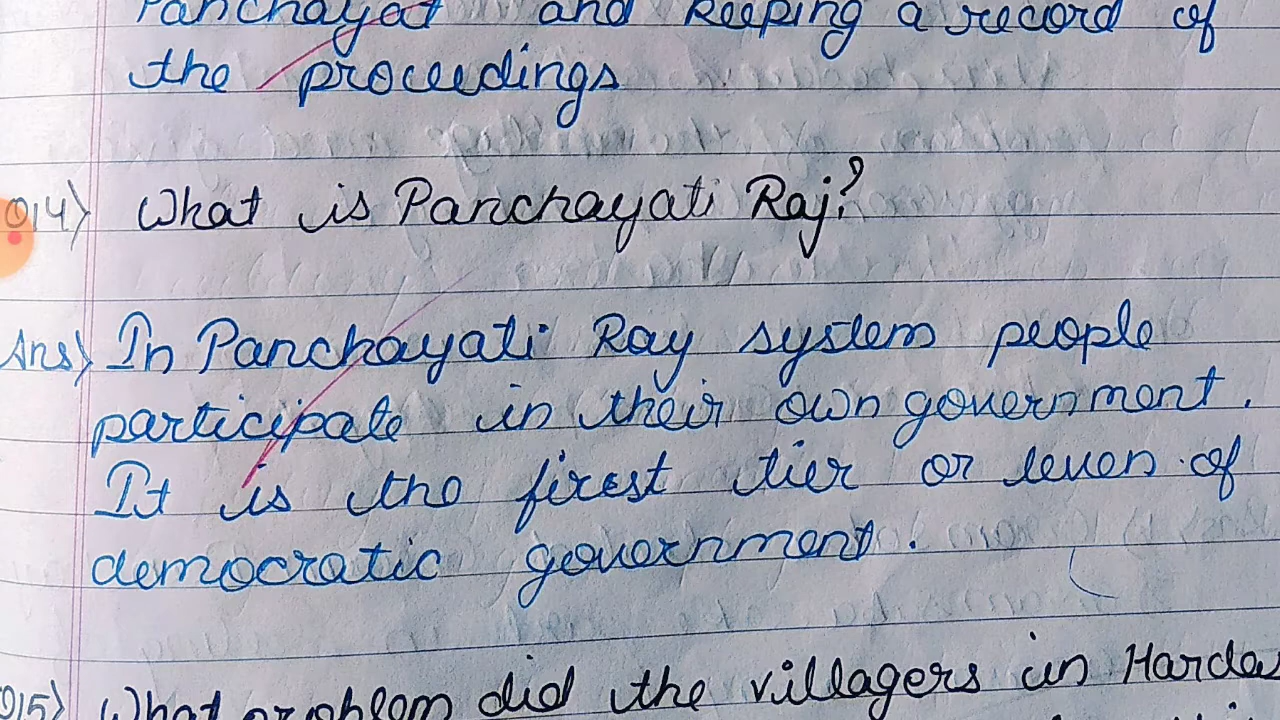 Panchayat and keeping a record of
the proceedings
Q14) What is Panchayati Raj?
Ans) In Panchayati Ray system people
participate in their own government.
It is the first tier or leven of
democratic government.
Q15) What problem did the villagers in Hardas